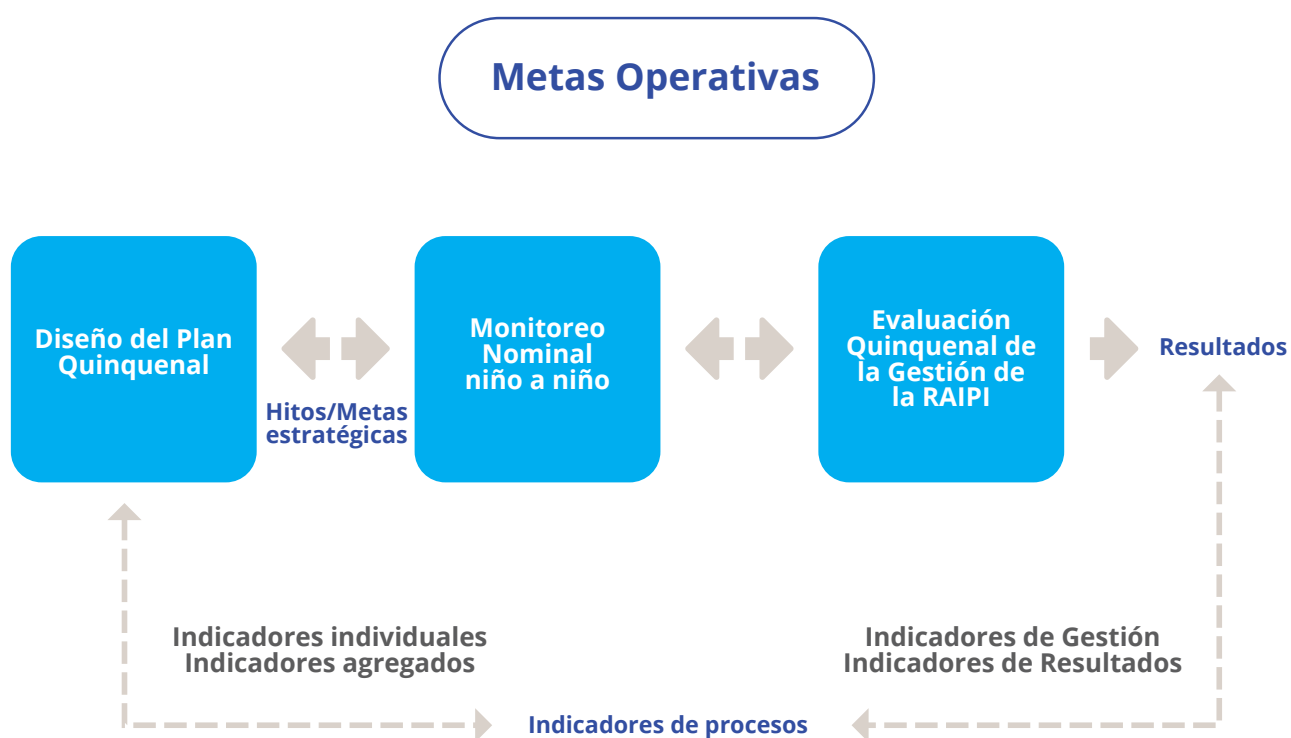 Metas Operativas
Diseño del Plan
Quinquenal
Hitos/Metas
estratégicas
Monitoreo
Nominal
niño a niño
Evaluación
Quinquenal de
la Gestión de
la RAIPI
Resultados
Indicadores individuales
Indicadores agregados
Indicadores de Gestión
Indicadores de Resultados
Indicadores de procesos